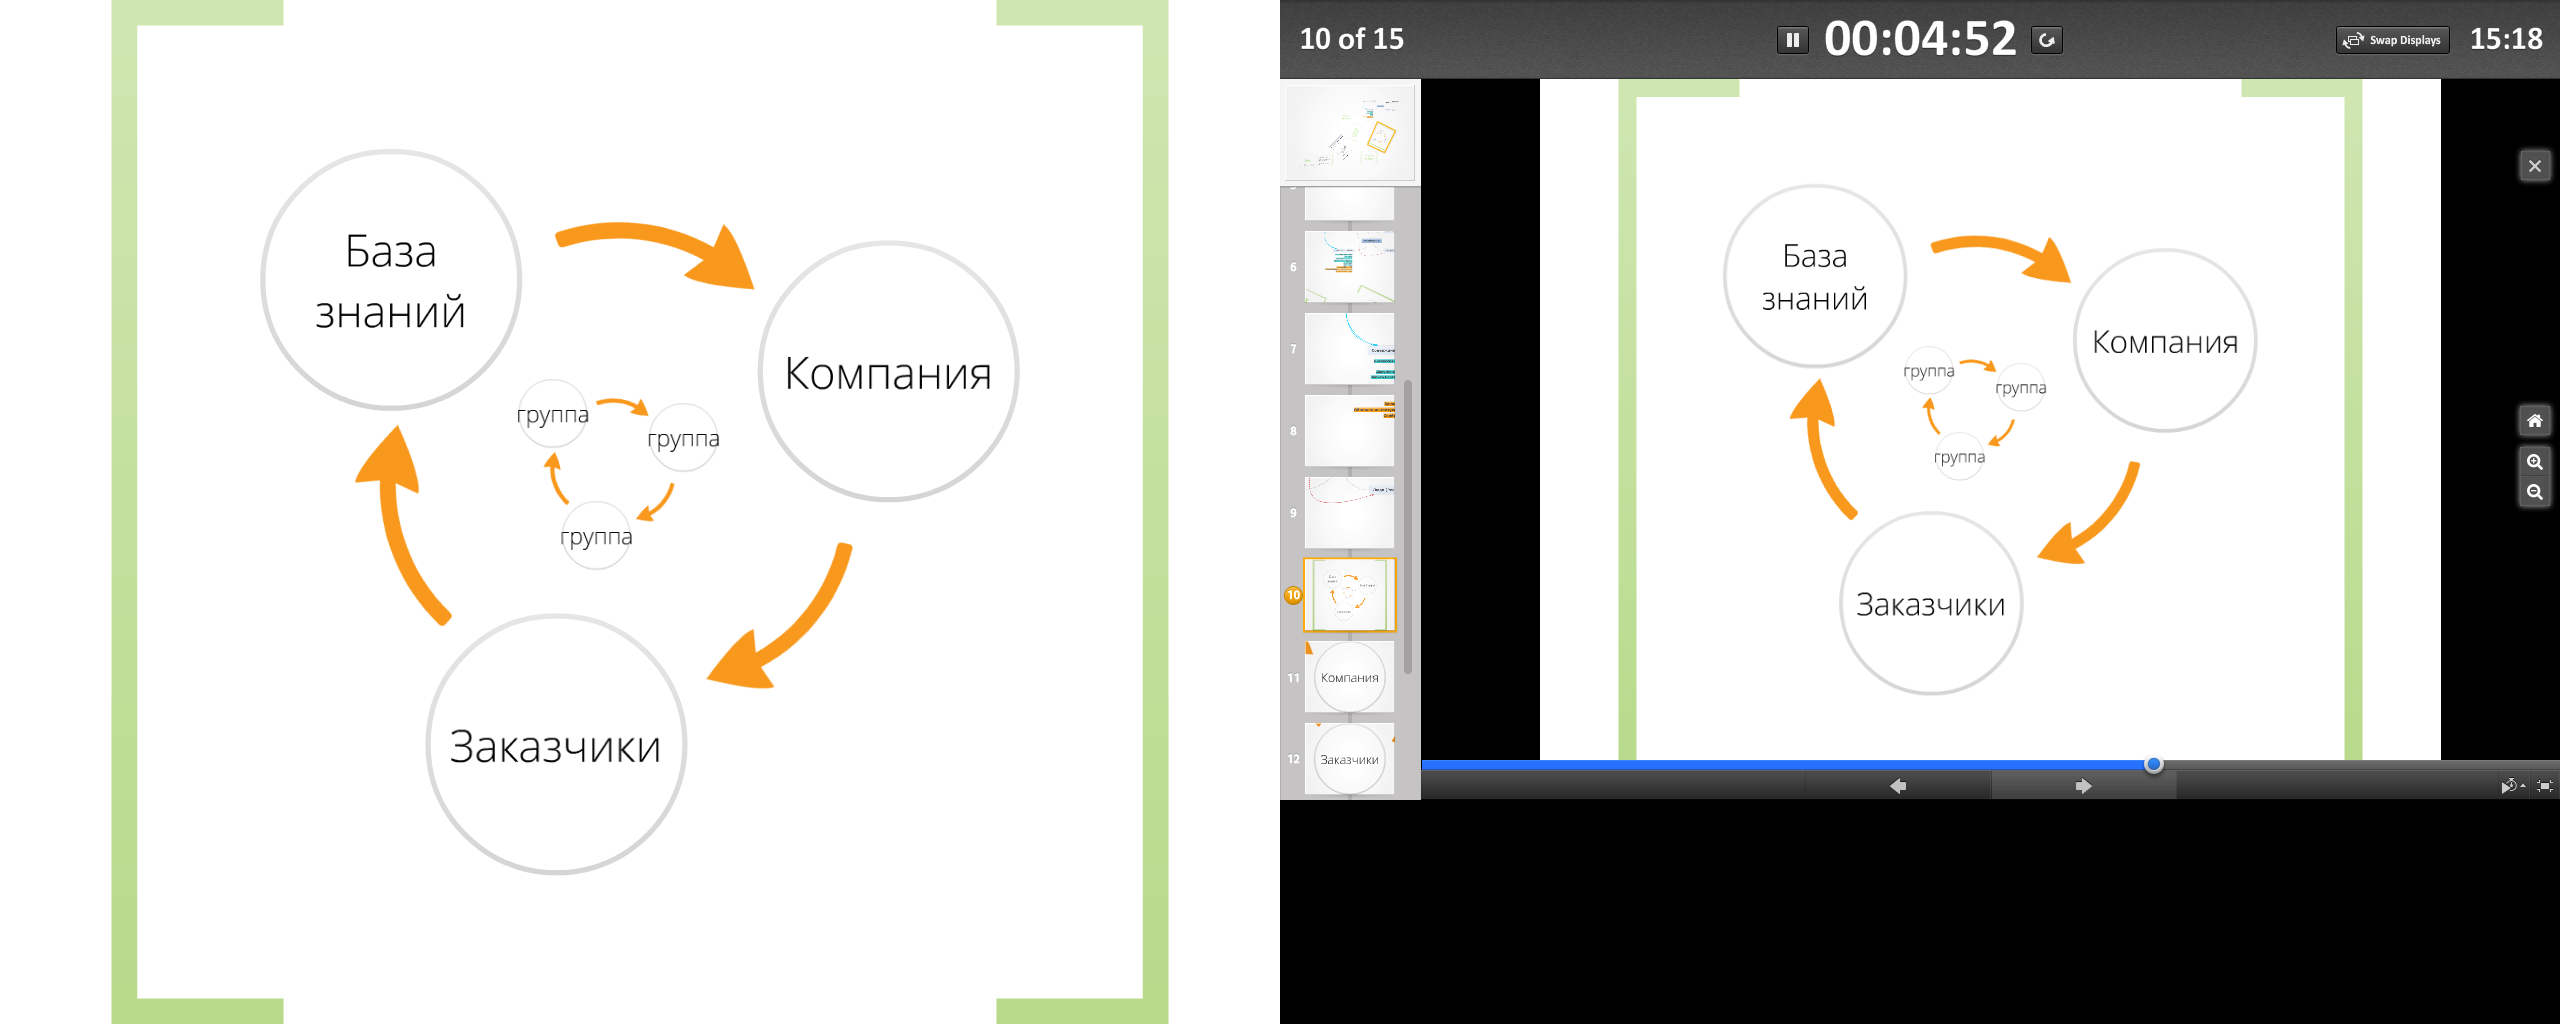 База
знаний
Компания
группа
группа
группа
Заказчики
10 of 15
00:04:52
Swap Displays
15:18
6
7
8
9
10
11
Компания
12
Заказчики
База
знаний
Компания
группа
группа
группа
Заказчики